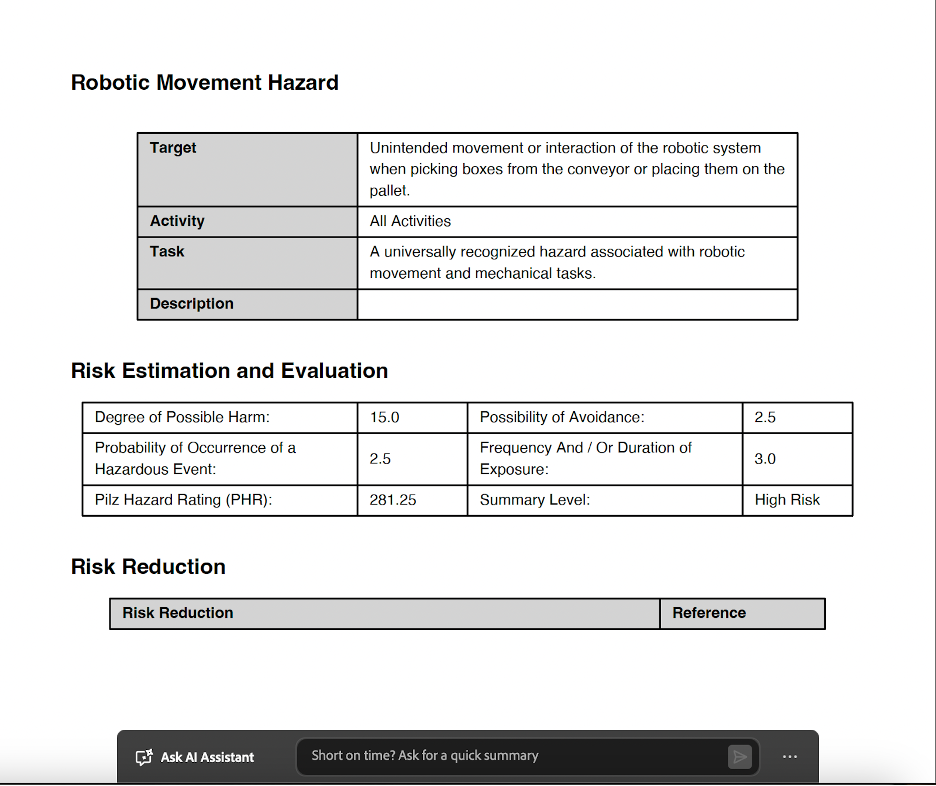 Robotic Movement Hazard
Target
Unintended movement or interaction of the robotic system
when picking boxes from the conveyor or placing them on the
pallet.
Activity
All Activities
Task
A universally recognized hazard associated with robotic
movement and mechanical tasks.
Description
Risk Estimation and Evaluation
Degree of Possible Harm:
15.0
Possibility of Avoidance:
2.5
Probability of Occurrence of a
Hazardous Event:
2.5
Frequency And / Or Duration of
Exposure:
3.0
Pilz Hazard Rating (PHR):
281.25
Summary Level:
High Risk
Risk Reduction
Risk Reduction
Reference
Ask AI Assistant
Short on time? Ask for a quick summary